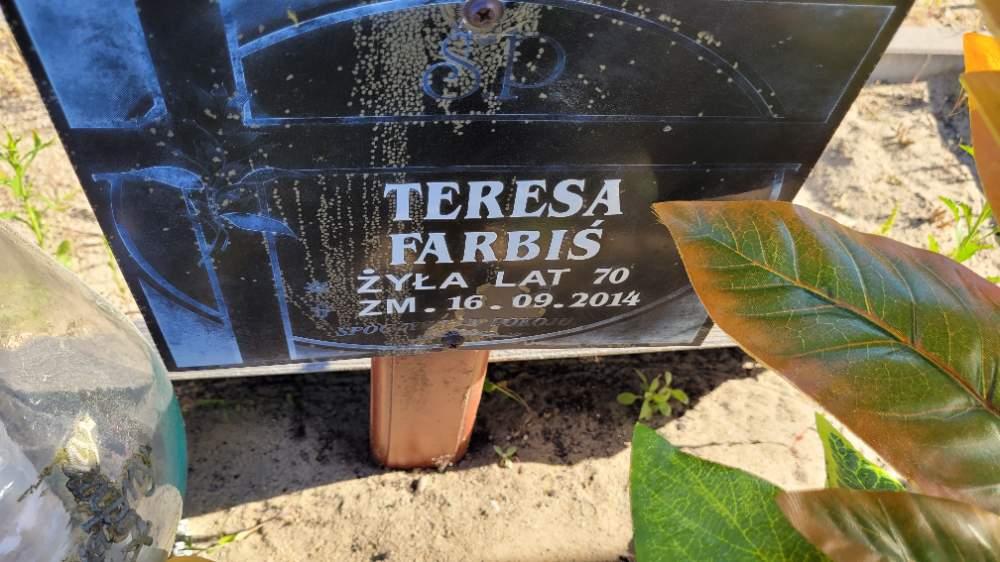 ŚP
TERESA
FARBIŚ
ŻYŁA LAT 70
ZM. 16.09.2014